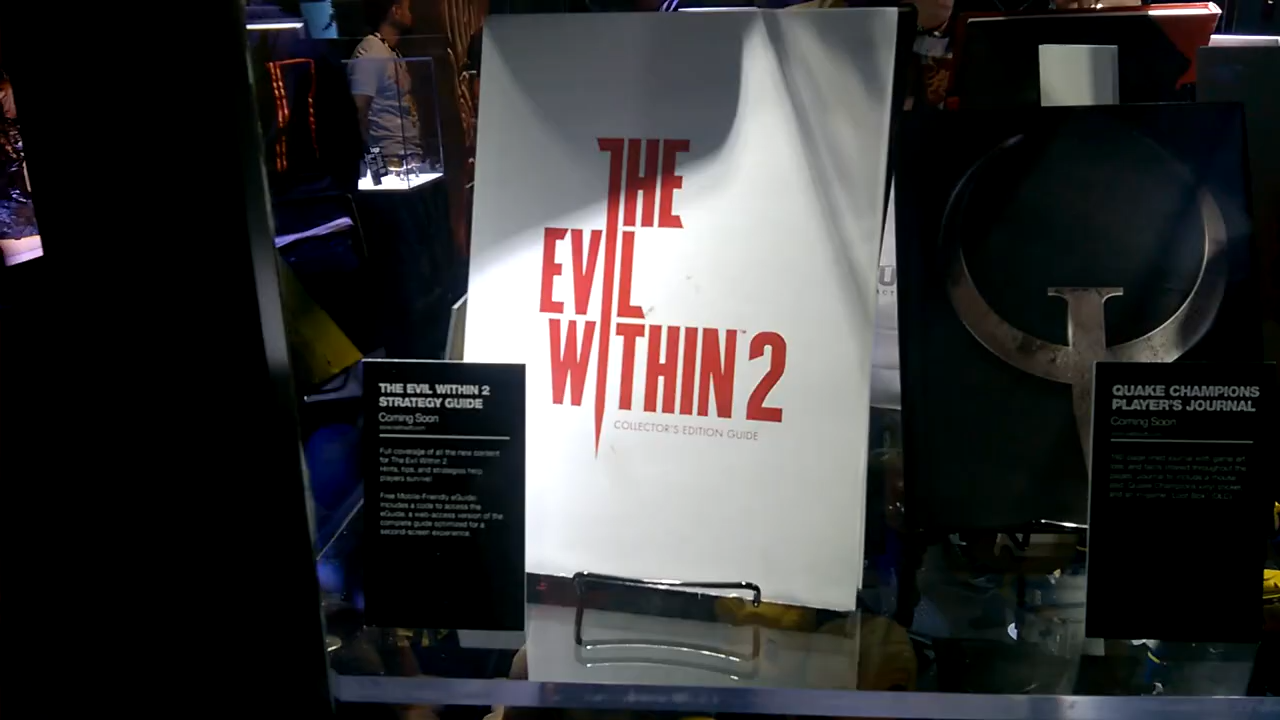 THE
EVIL
WITHIN 2
™
COLLECTOR'S EDITION GUIDE
THE EVIL WITHIN 2
STRATEGY GUIDE
Coming Soon
Full coverage of all the new content
for The Evil Within 2
Hints, tips, and strategies help
players survive!
Free Mobile-Friendly eGuide:
Includes a code to access the
eGuide, a web-access version of the
complete guide optimized for a
second-screen experience.
QUAKE CHAMPIONS
PLAYER'S JOURNAL
Coming Soon